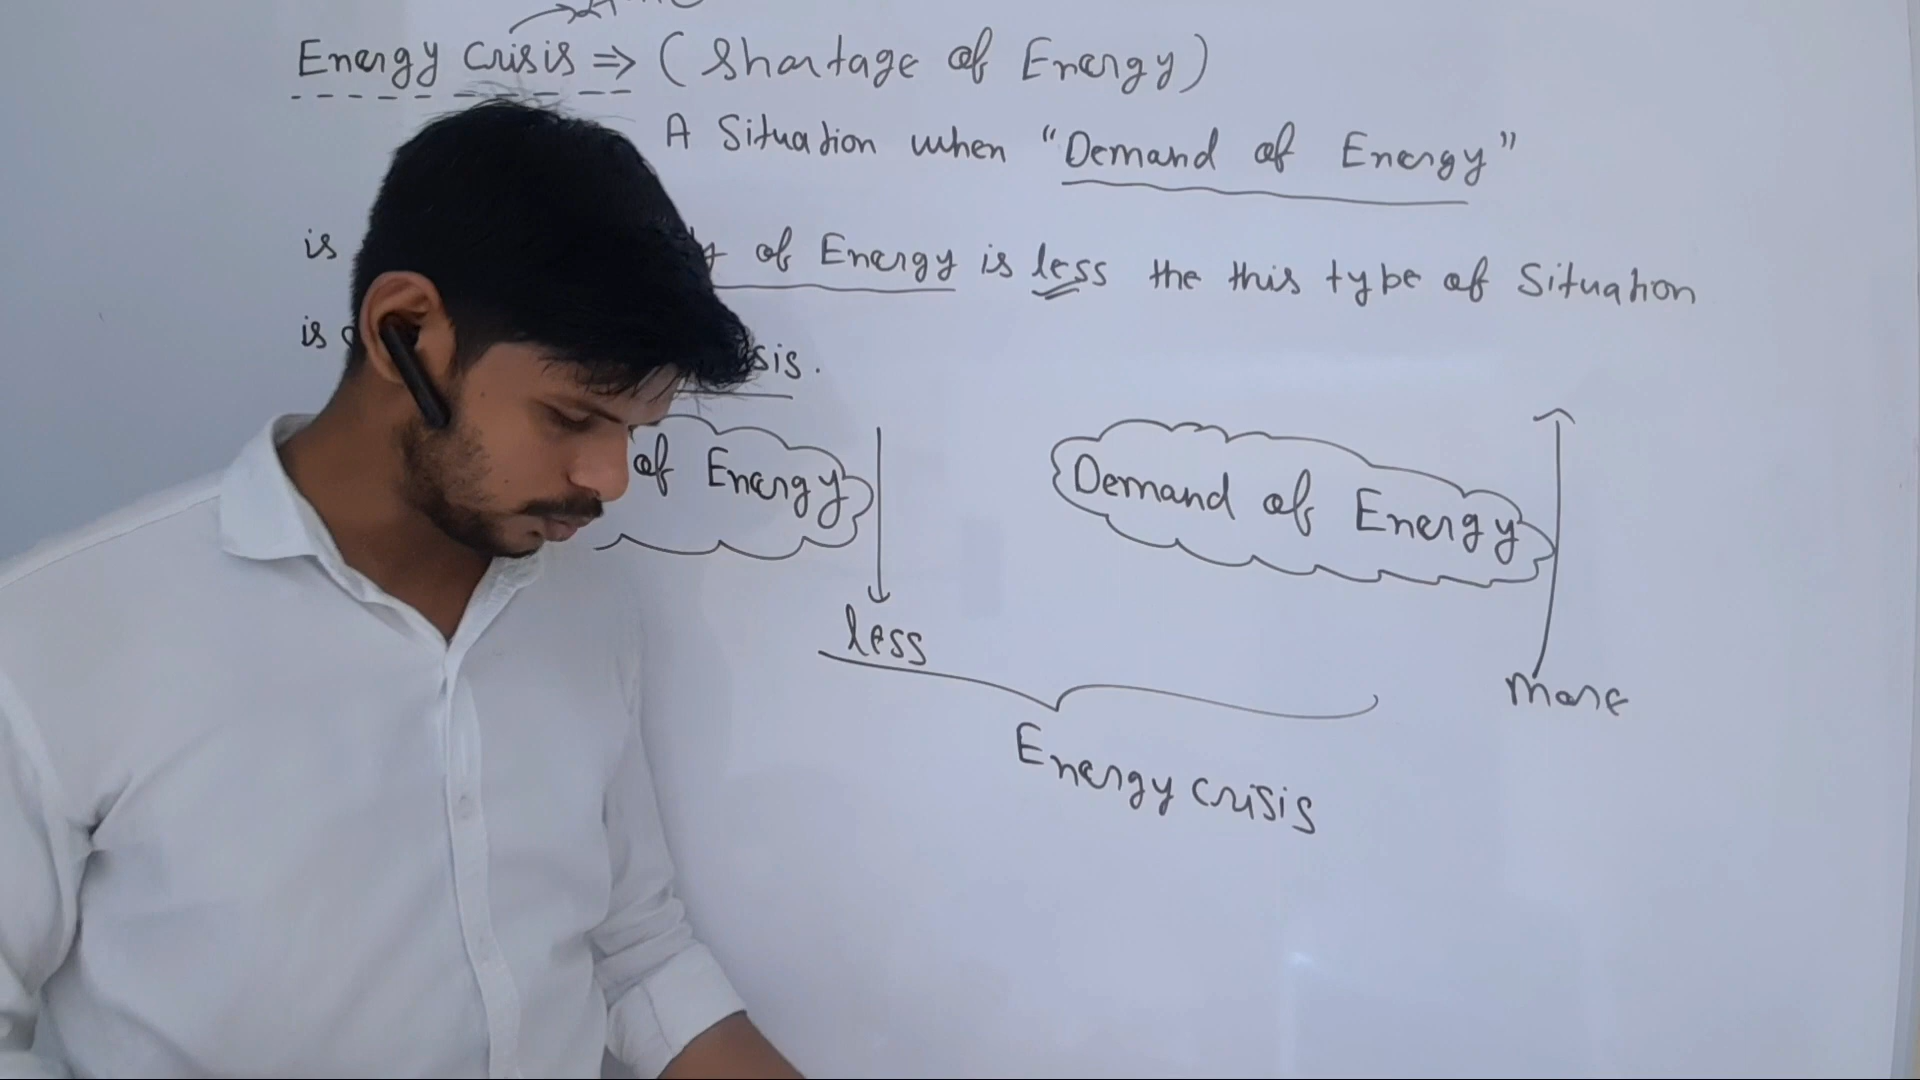 Energy Crisis ⇒ (Shortage of Energy)
A Situation when "Demand of Energy"
is of Energy is less the this type of Situation
is
of Energy
Demand of Energy
less
More
Energy crisis